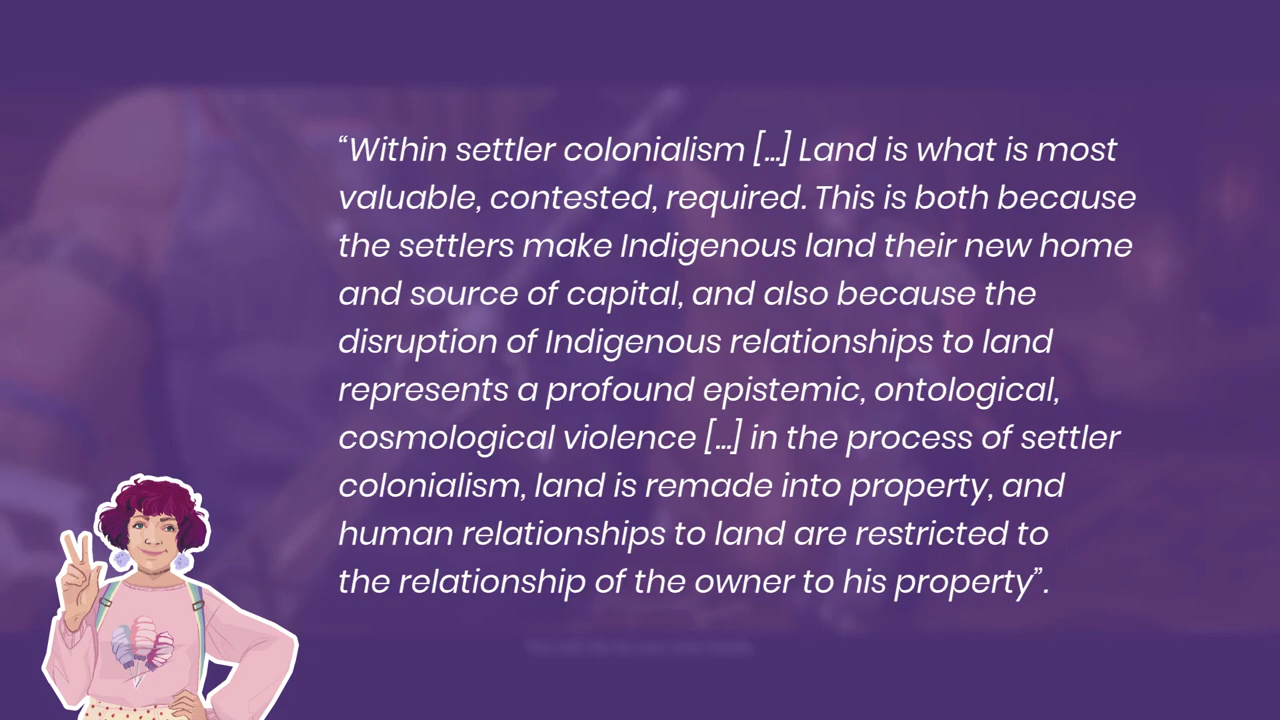 “Within settler colonialism [...] Land is what is most
valuable, contested, required. This is both because
the settlers make Indigenous land their new home
and source of capital, and also because the
disruption of Indigenous relationships to land
represents a profound epistemic, ontological,
cosmological violence [...] in the process of settler
colonialism, land is remade into property, and
human relationships to land are restricted to
the relationship of the owner to his property”.